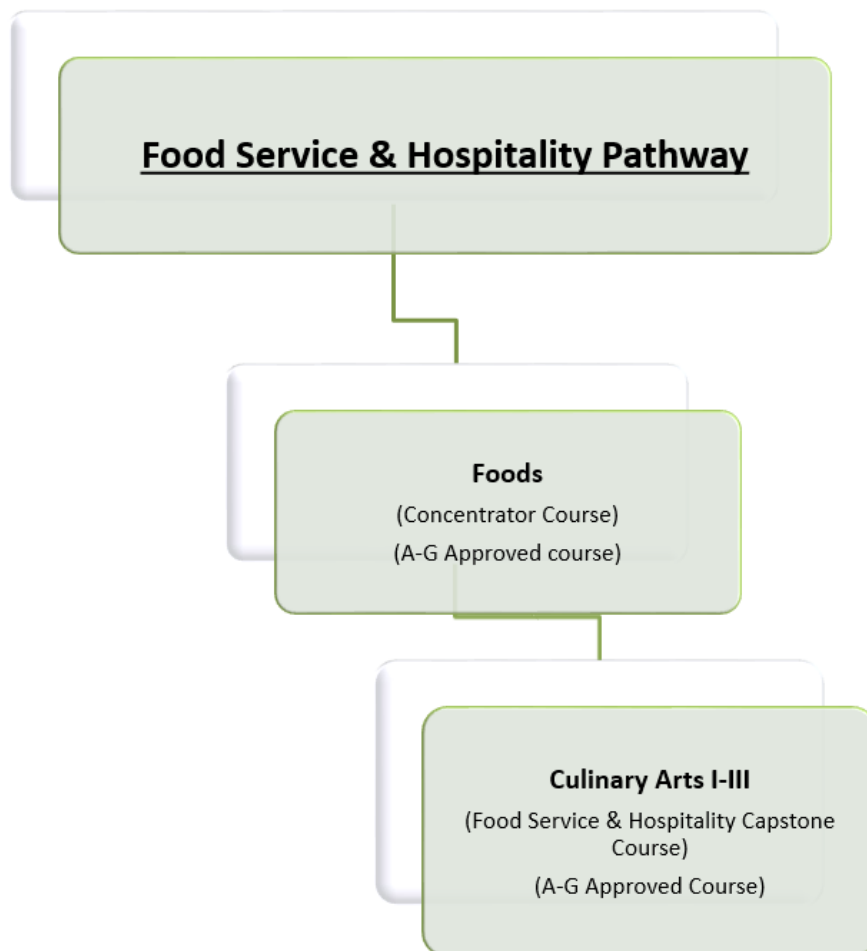 Food Service & Hospitality Pathway
Foods
(Concentrator Course)
(A-G Approved course)
Culinary Arts I-III
(Food Service & Hospitality Capstone
Course)
(A-G Approved Course)